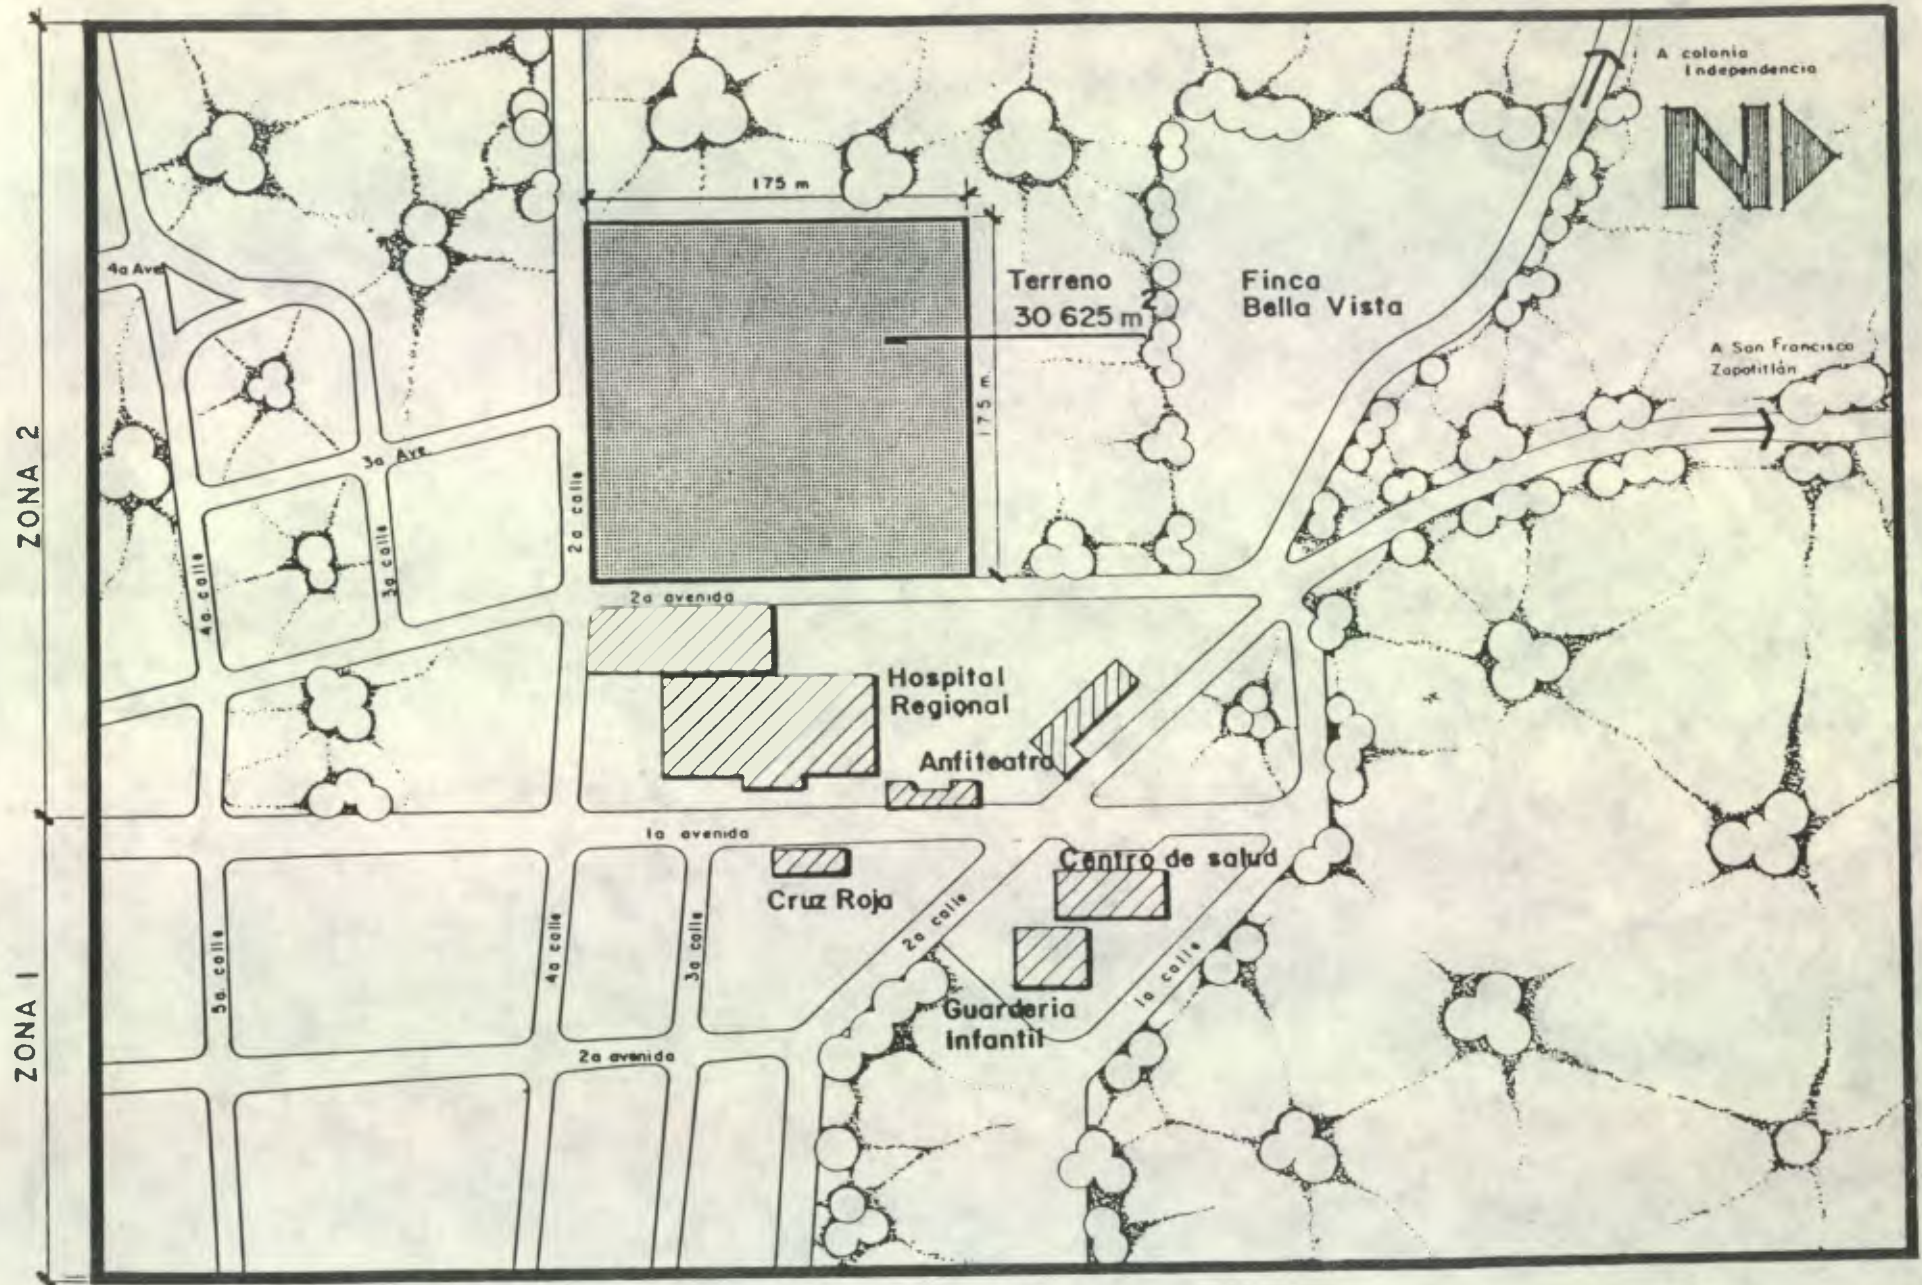 A colonia
Independencia
N
175 m
4a Ave
Terreno
30 625 m²
Finca
Bella Vista
A San Francisco
Zapotitlán
175 m.
ZONA 2
3a Ave
2a calle
3a calle
4a. calle
2a avenida
Hospital
Regional
Anfiteatro
1a avenida
Centro de salud
Cruz Roja
2a calle
5a. calle
4a calle
3a calle
1a calle
Guarderia
Infantil
ZONA 1
2a avenida